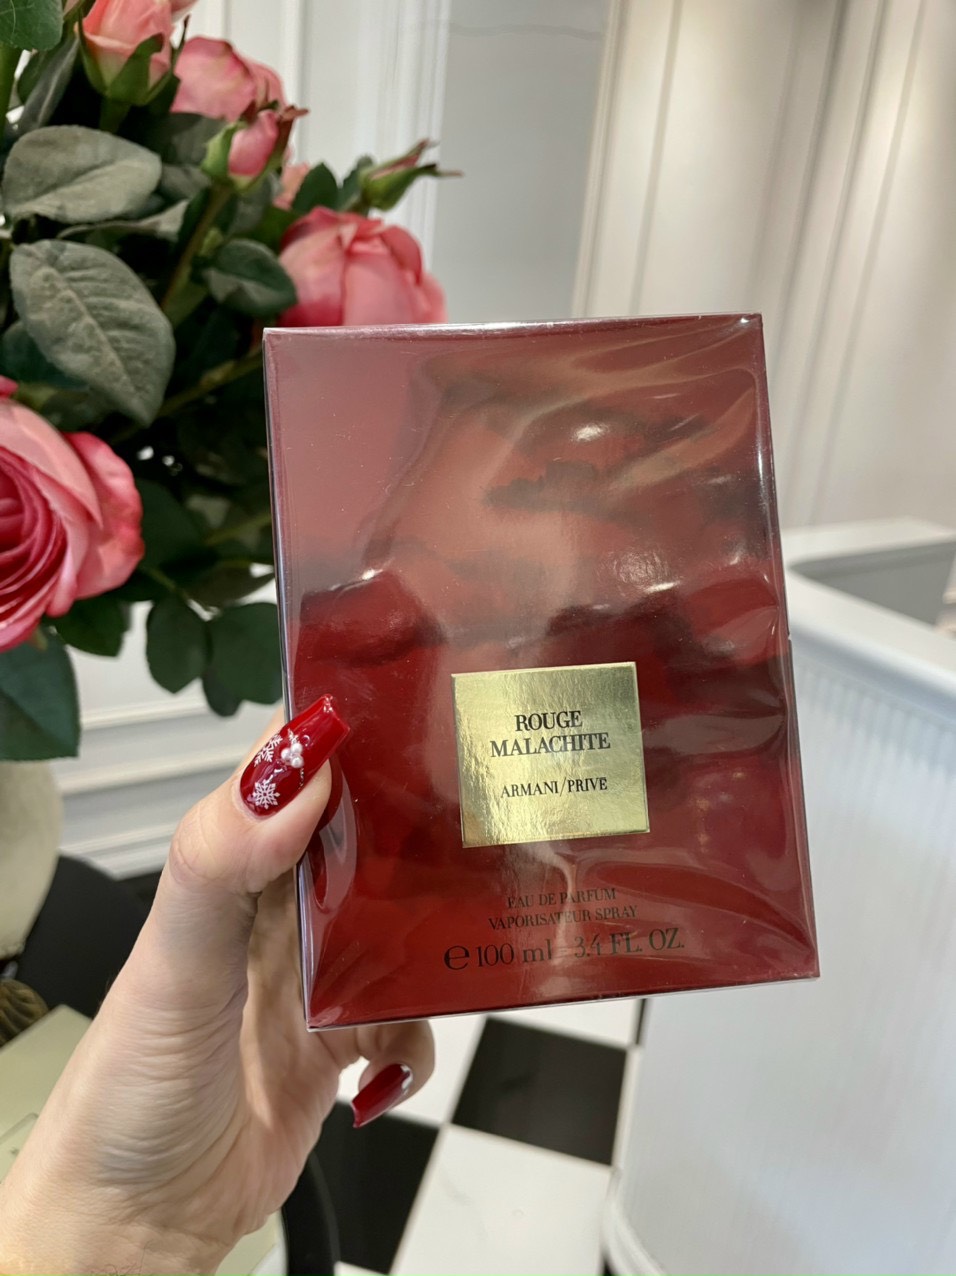 ROUGE
MALACHITE
ARMANI/PRIVE
EAU DE PARFUM
VAPORISATEUR SPRAY
e 100 ml = 3.4 FL. OZ.